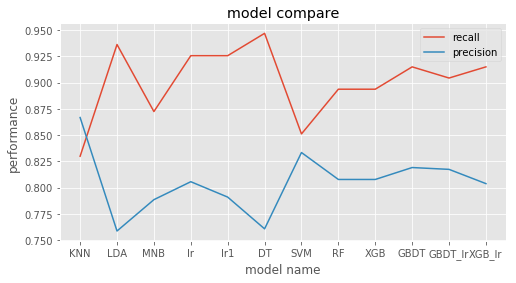 model compare
recall
precision
performance
0.950
0.925
0.900
0.875
0.850
0.825
0.800
0.775
0.750
KNN LDA MNB lr lr1 DT SVM RF XGB GBDT GBDT_lr XGB_lr
model name